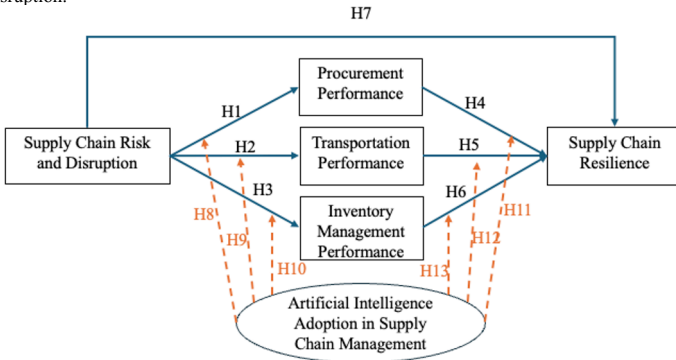 H7
Procurement
Performance
H1
H4
Supply Chain Risk
and Disruption
H2
Transportation
Performance
H5
Supply Chain
Resilience
H3
H6
Inventory
Management
Performance
H8
H9
H10
H13
H12
H11
Artificial Intelligence
Adoption in Supply
Chain Management